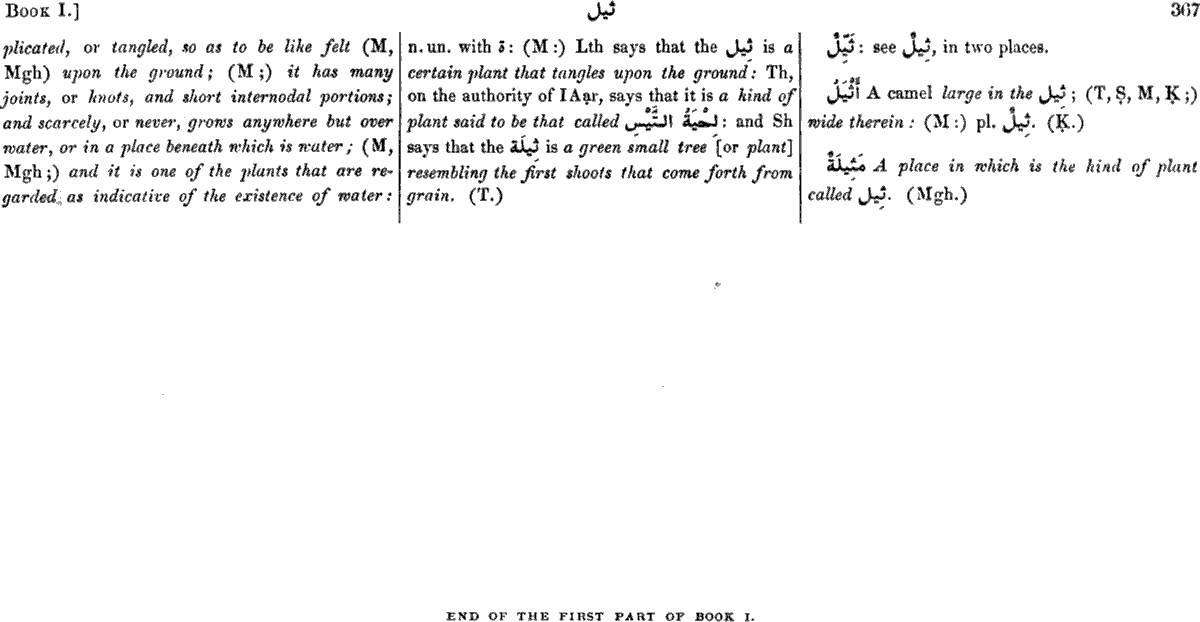 BOOK I.] ثيل 367
plicated, or tangled, so as to be like felt (M,
Mgh) upon the ground; (M;) it has many
joints, or knots, and short internodal portions;
and scarcely, or never, grows anywhere but over
water, or in a place beneath which is water; (M,
Mgh;) and it is one of the plants that are re-
garded as indicative of the existence of water:
n. un. with ة: (M:) Lth says that the ثِيل is a
certain plant that tangles upon the ground: Th,
on the authority of IAạr, says that it is a kind of
plant said to be that called لِحْيَةُ التَّيْسِ: and Sh
says that the ثِيلَة is a green small tree [or plant]
resembling the first shoots that come forth from
grain. (T.)
ثَيِّلٌ: see ثِيلٌ, in two places.
أَثْيَلُ A camel large in the ثِيل; (T, Ṣ, M, Ḳ;)
wide therein: (M:) pl. ثِيلٌ. (Ḳ.)
مَثِيلَةٌ A place in which is the kind of plant
called ثِيل. (Mgh.)
END OF THE FIRST PART OF BOOK I.